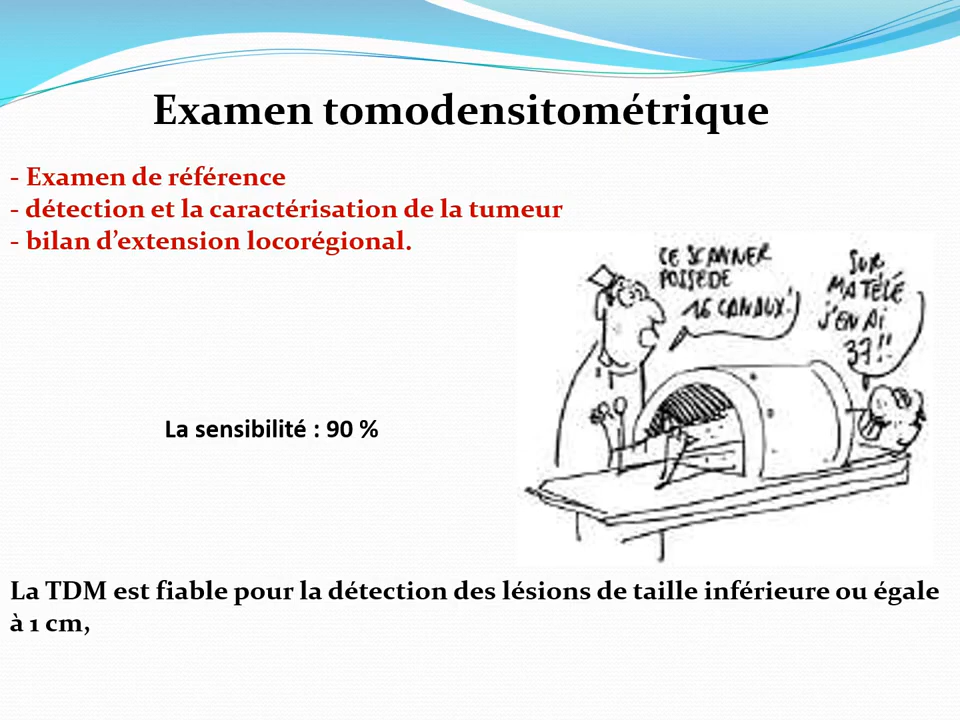 Examen tomodensitométrique
- Examen de référence
- détection et la caractérisation de la tumeur
- bilan d'extension locorégional.
CE SCANNER
POSSEDE
16 CANAUX!
SUR
MA TÉLÉ
J'EN AI
37!!
La sensibilité : 90 %
La TDM est fiable pour la détection des lésions de taille inférieure ou égale
à 1 cm,